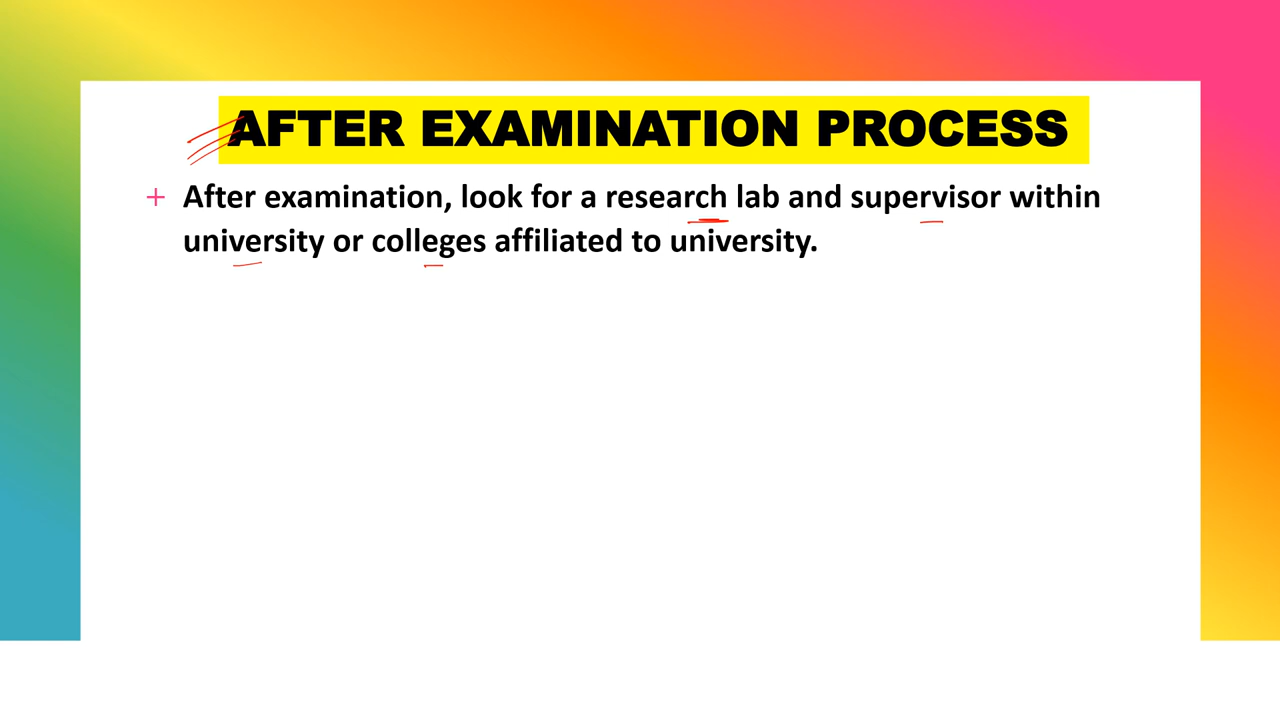 AFTER EXAMINATION PROCESS
+ After examination, look for a research lab and supervisor within
university or colleges affiliated to university.